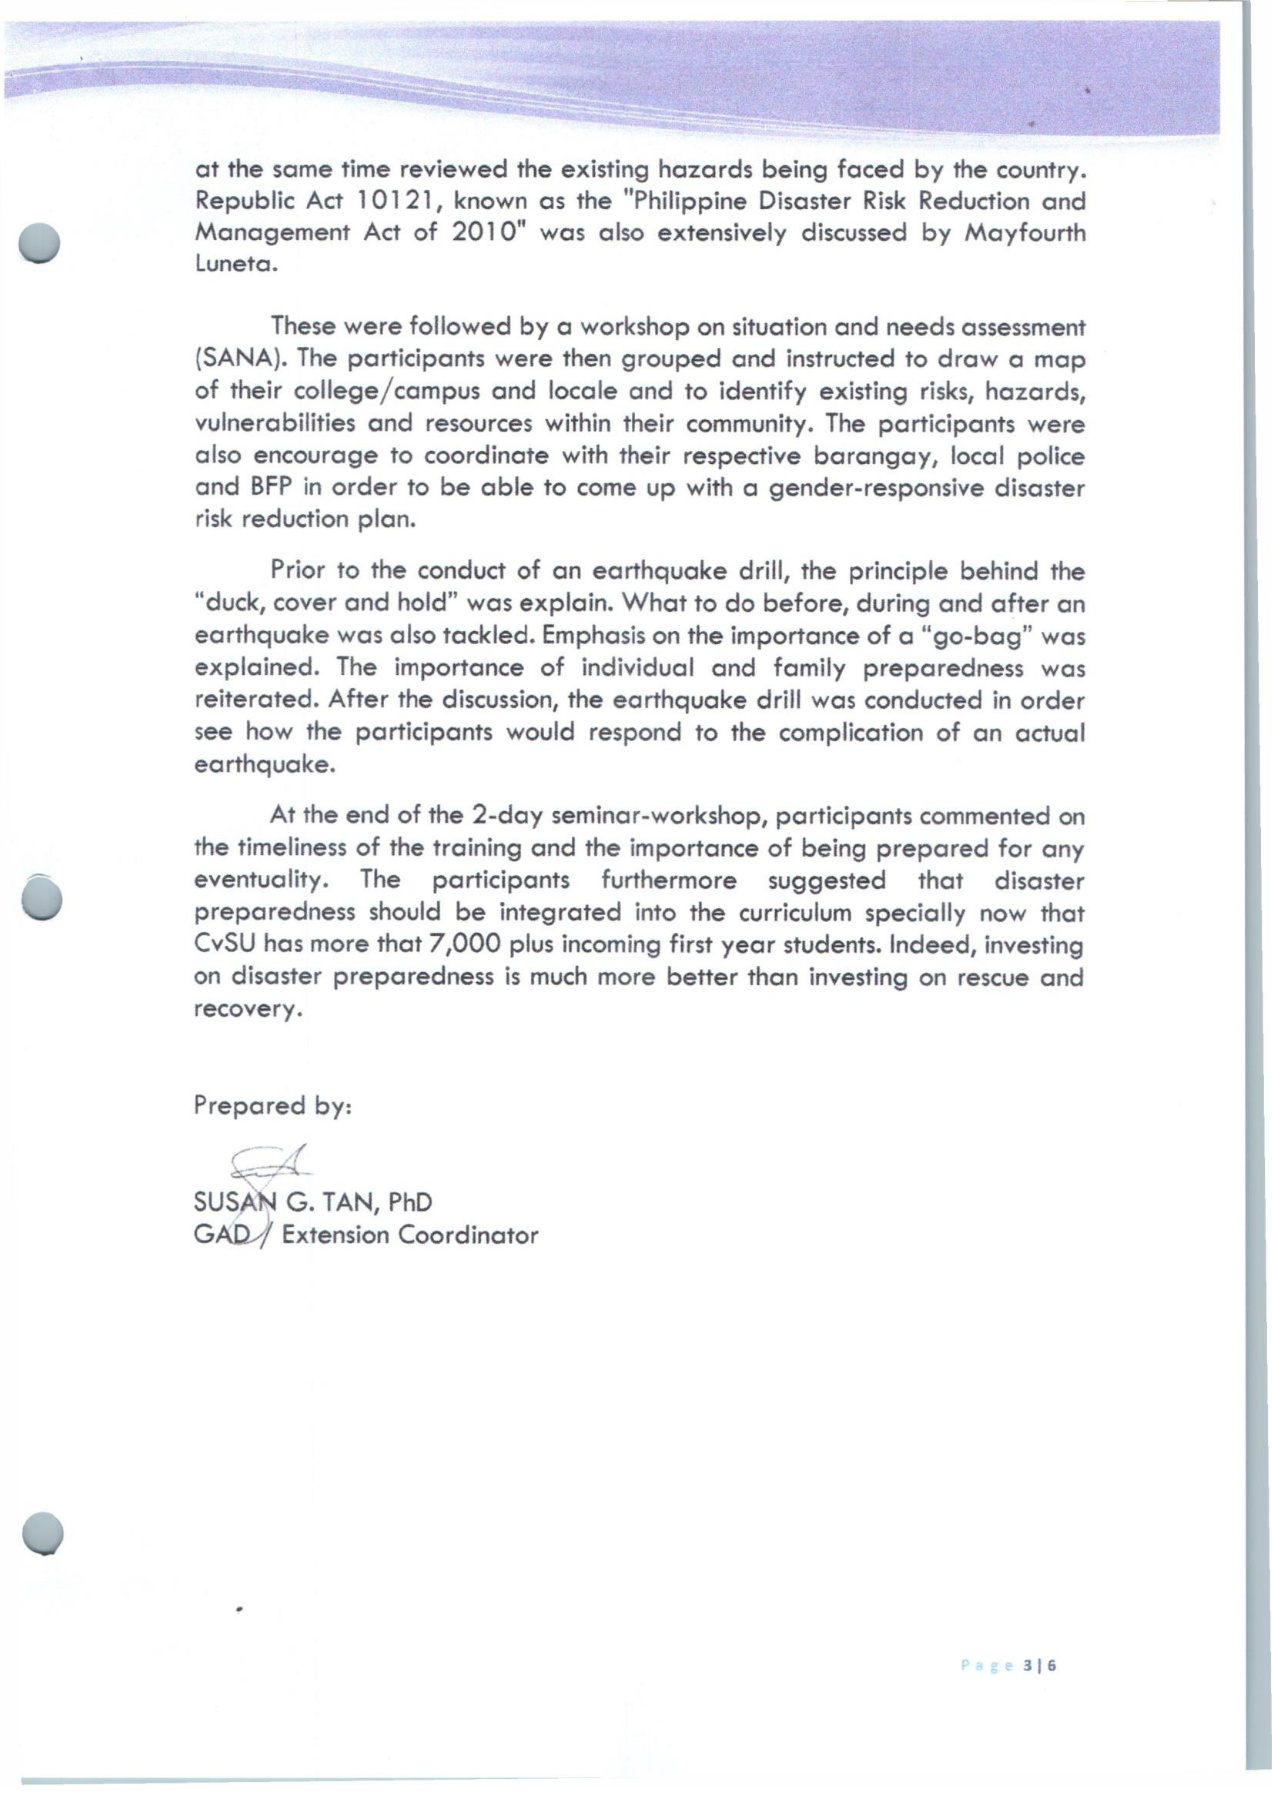 at the same time reviewed the existing hazards being faced by the country.
Republic Act 10121, known as the "Philippine Disaster Risk Reduction and
Management Act of 2010" was also extensively discussed by Mayfourth
Luneta.
These were followed by a workshop on situation and needs assessment
(SANA). The participants were then grouped and instructed to draw a map
of their college/campus and locale and to identify existing risks, hazards,
vulnerabilities and resources within their community. The participants were
also encourage to coordinate with their respective barangay, local police
and BFP in order to be able to come up with a gender-responsive disaster
risk reduction plan.
Prior to the conduct of an earthquake drill, the principle behind the
“duck, cover and hold” was explain. What to do before, during and after an
earthquake was also tackled. Emphasis on the importance of a “go-bag” was
explained. The importance of individual and family preparedness was
reiterated. After the discussion, the earthquake drill was conducted in order
see how the participants would respond to the complication of an actual
earthquake.
At the end of the 2-day seminar-workshop, participants commented on
the timeliness of the training and the importance of being prepared for any
eventuality. The participants furthermore suggested that disaster
preparedness should be integrated into the curriculum specially now that
CvSU has more that 7,000 plus incoming first year students. Indeed, investing
on disaster preparedness is much more better than investing on rescue and
recovery.
Prepared by:
SUSAN G. TAN, PhD
GAD / Extension Coordinator
Page 3|6